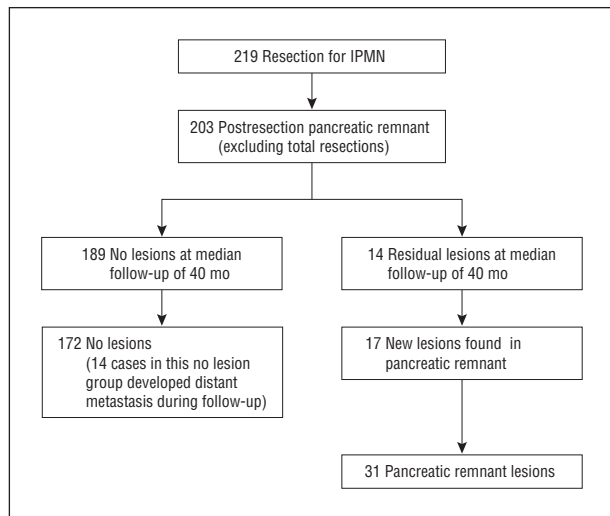 219 Resection for IPMN
203 Postresection pancreatic remnant
(excluding total resections)
189 No lesions at median
follow-up of 40 mo
14 Residual lesions at median
follow-up of 40 mo
172 No lesions
(14 cases in this no lesion
group developed distant
metastasis during follow-up)
17 New lesions found in
pancreatic remnant
31 Pancreatic remnant lesions